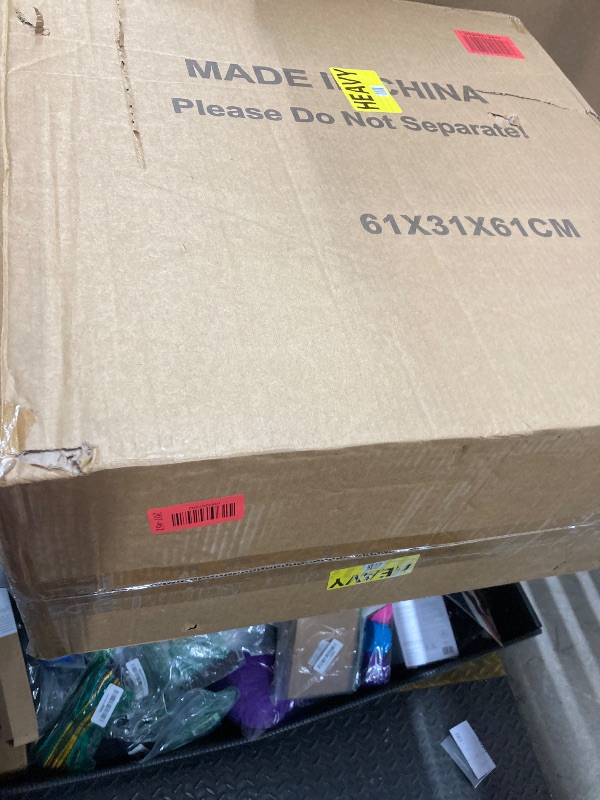 MADE IN CHINA
HEAVY
Please Do Not Separate!
61X31X61CM
HEAVY